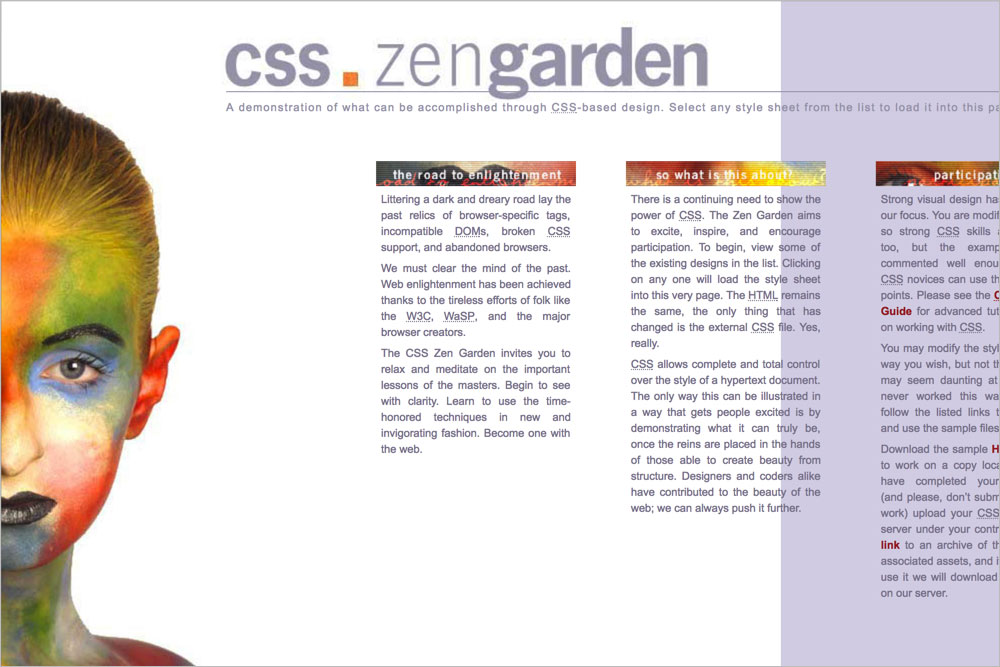 css.zengarden
A demonstration of what can be accomplished through CSS-based design. Select any style sheet from the list to load it into this pa
the road to enlightenment
Littering a dark and dreary road lay the
past relics of browser-specific tags,
incompatible DOMs, broken CSS
support, and abandoned browsers.
We must clear the mind of the past.
Web enlightenment has been achieved
thanks to the tireless efforts of folk like
the W3C, WaSP, and the major
browser creators.
The CSS Zen Garden invites you to
relax and meditate on the important
lessons of the masters. Begin to see
with clarity. Learn to use the time-
honored techniques in new and
invigorating fashion. Become one with
the web.
so what is this about?
There is a continuing need to show the
power of CSS. The Zen Garden aims
to excite, inspire, and encourage
participation. To begin, view some of
the existing designs in the list. Clicking
on any one will load the style sheet
into this very page. The HTML remains
the same, the only thing that has
changed is the external CSS file. Yes,
really.
CSS allows complete and total control
over the style of a hypertext document.
The only way this can be illustrated in
a way that gets people excited is by
demonstrating what it can truly be,
once the reins are placed in the hands
of those able to create beauty from
structure. Designers and coders alike
have contributed to the beauty of the
web; we can always push it further.
participat
Strong visual design has
our focus. You are modif
so strong CSS skills a
too, but the examp
commented well enou
CSS novices can use th
points. Please see the C
Guide for advanced tut
on working with CSS.
You may modify the styl
way you wish, but not th
may seem daunting at
never worked this wa
follow the listed links t
and use the sample files
Download the sample H
to work on a copy loca
have completed your
(and please, don’t subm
work) upload your CSS
server under your contr
link to an archive of th
associated assets, and i
use it we will download
on our server.